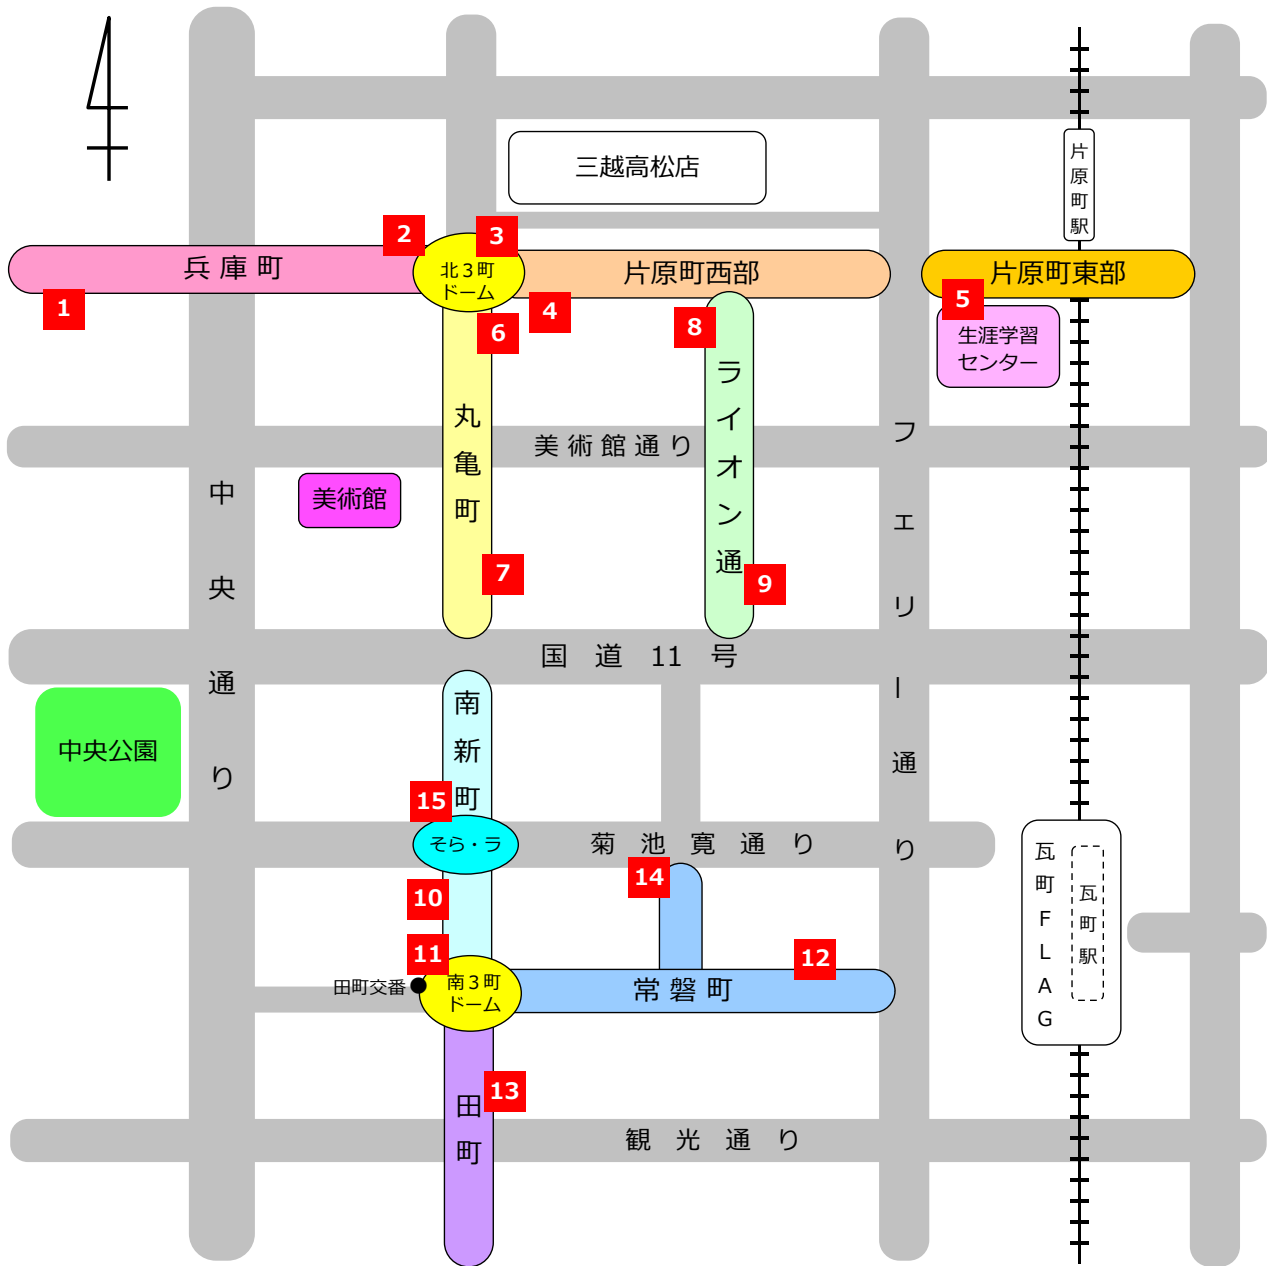 三越高松店
片原町駅
2
3
兵庫町
北3町
ドーム
片原町西部
片原町東部
1
4
5
6
8
生涯学習
センター
ライオン通
丸亀町
美術館通り
フェリー通り
中央通り
美術館
7
9
国道11号
南新町
中央公園
15
そら・ラ
菊池寛通り
瓦町FLAG
瓦町駅
14
10
11
12
田町交番
南3町
ドーム
常磐町
13
田町
観光通り